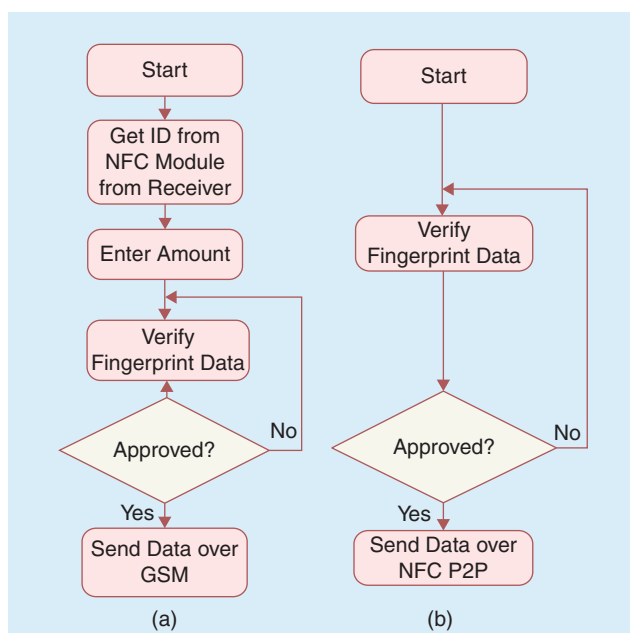 Start
Get ID from
NFC Module
from Receiver
Enter Amount
Verify
Fingerprint Data
Approved?
No
Yes
Send Data over
GSM
(a)
Start
Verify
Fingerprint Data
Approved?
No
Yes
Send Data over
NFC P2P
(b)